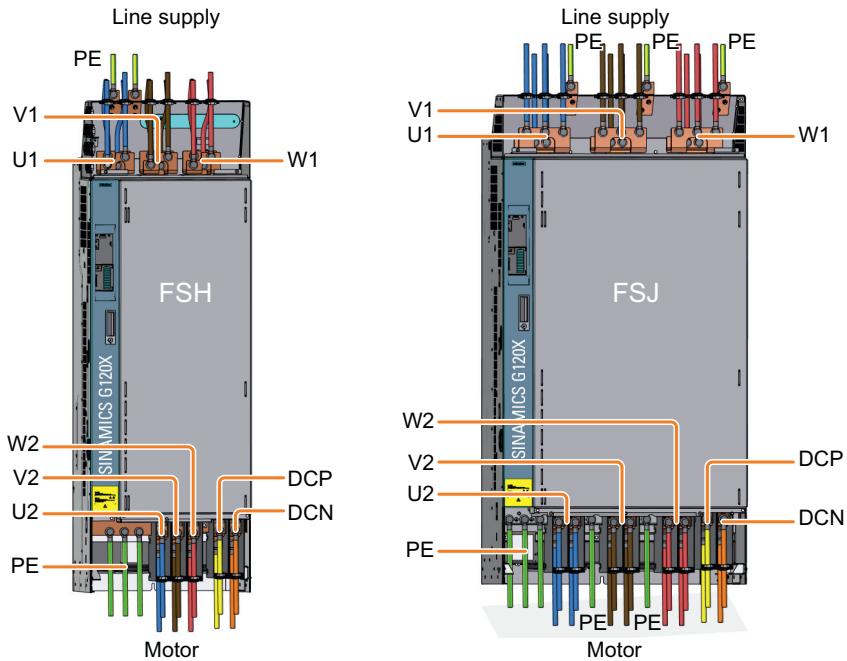 Line supply
PE
V1
U1
W1
FSH
SINAMICS G120X
W2
V2
U2
PE
DCP
DCN
Motor
Line supply
PE
PE
PE
V1
U1
W1
FSJ
SINAMICS G120X
W2
V2
U2
PE
DCP
DCN
PE
PE
Motor